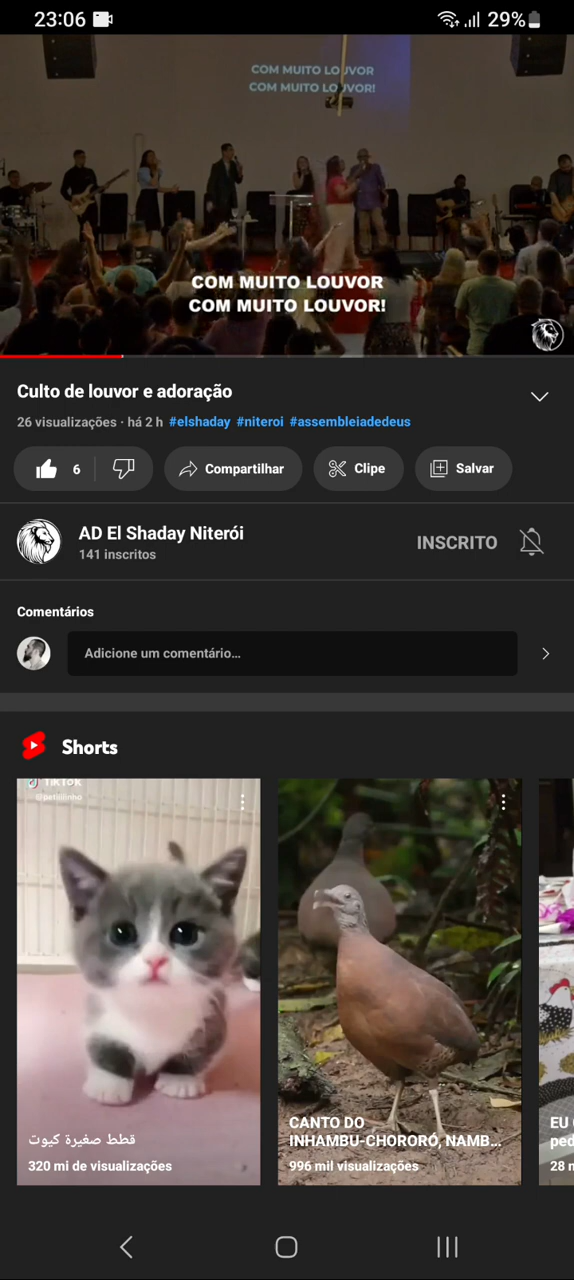 23:06
29%
COM MUITO LOUVOR
COM MUITO LOUVOR!
COM MUITO LOUVOR
COM MUITO LOUVOR!
Culto de louvor e adoração
26 visualizações · há 2 h #elshaday #niteroi #assembleiadedeus
6
Compartilhar
Clipe
Salvar
AD El Shaday Niterói
141 inscritos
INSCRITO
Comentários
Adicione um comentário...
Shorts
TikTok
قطط صغيرة كيوت
320 mi de visualizações
CANTO DO
INHAMBU-CHORORÓ, NAMB...
996 mil visualizações
EU
ped
28